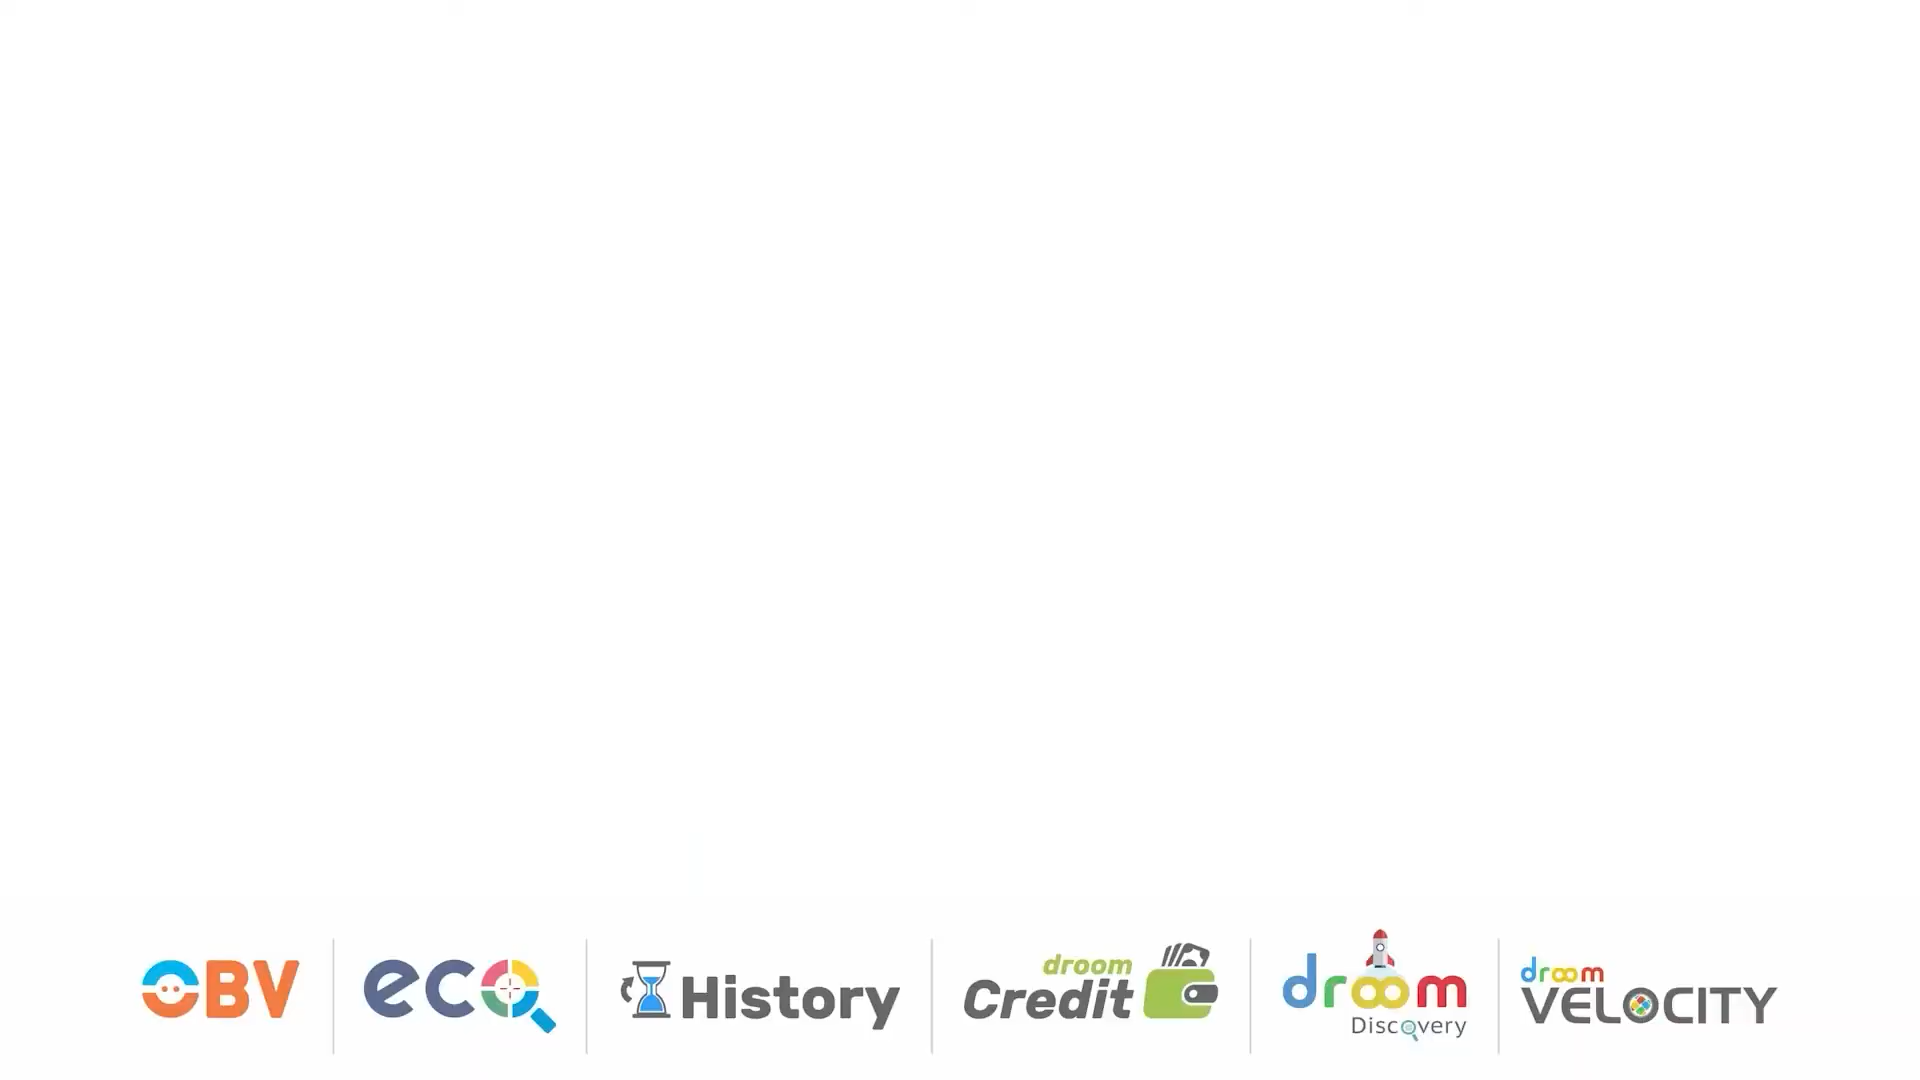 OBV
eco
History
droom
Credit
droom
Discovery
droom
VELOCITY